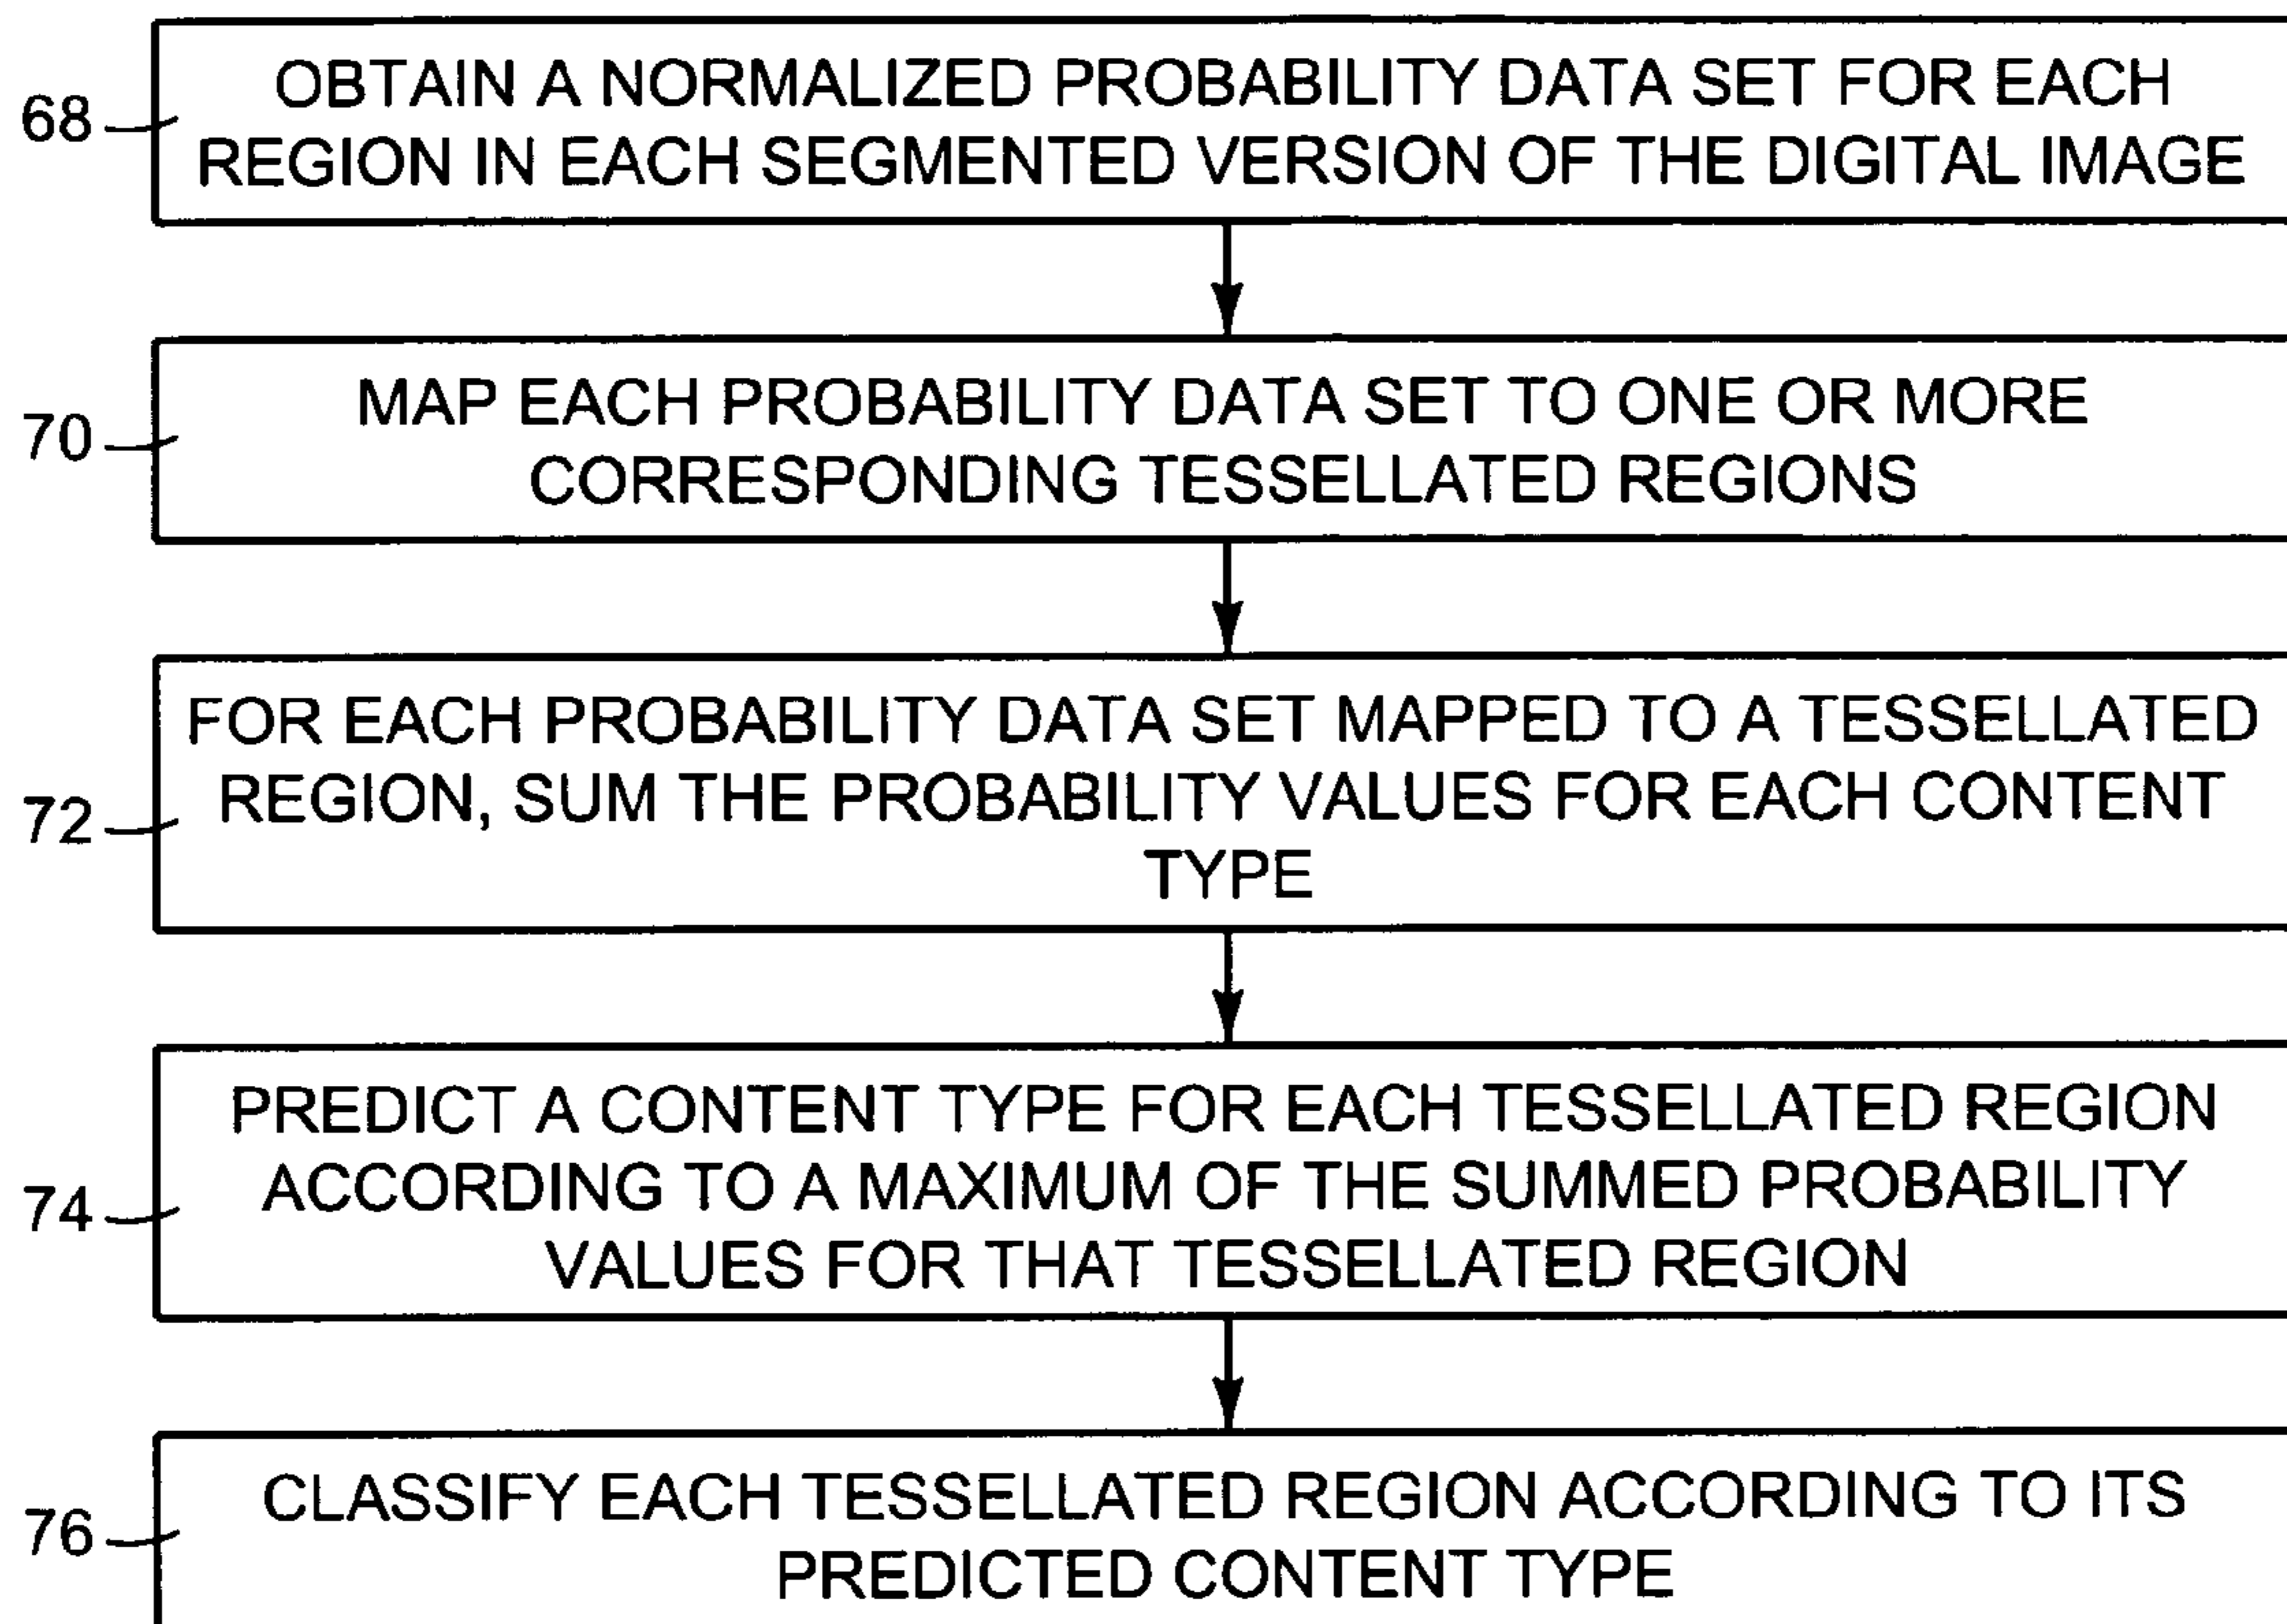 OBTAIN A NORMALIZED PROBABILITY DATA SET FOR EACH
68
REGION IN EACH SEGMENTED VERSION OF THE DIGITAL IMAGE
MAP EACH PROBABILITY DATA SET TO ONE OR MORE
70
CORRESPONDING TESSELLATED REGIONS
FOR EACH PROBABILITY DATA SET MAPPED TO A TESSELLATED
REGION, SUM THE PROBABILITY VALUES FOR EACH CONTENT
72
TYPE
PREDICT A CONTENT TYPE FOR EACH TESSELLATED REGION
ACCORDING TO A MAXIMUM OF THE SUMMED PROBABILITY
74
VALUES FOR THAT TESSELLATED REGION
CLASSIFY EACH TESSELLATED REGION ACCORDING TO ITS
76
PREDICTED CONTENT TYPE